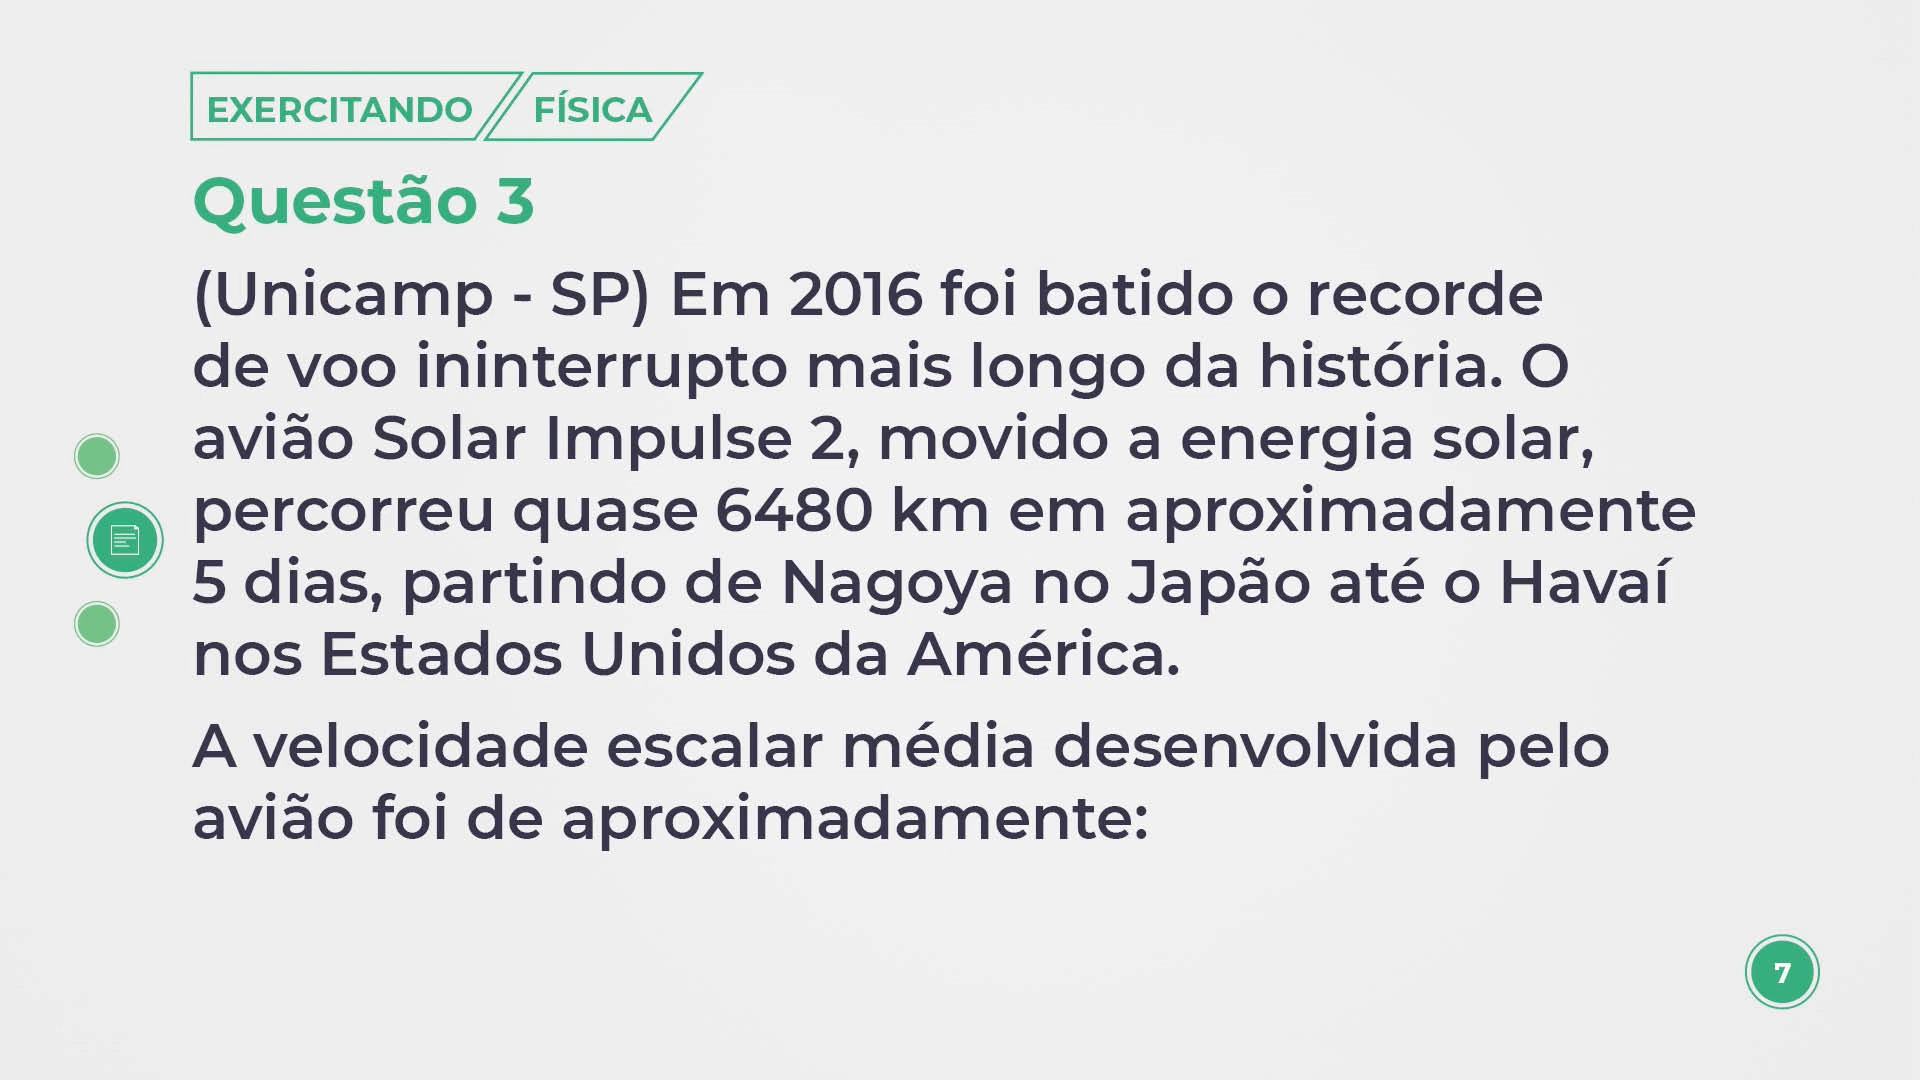 EXERCITANDO FÍSICA
Questão 3
(Unicamp - SP) Em 2016 foi batido o recorde
de voo ininterrupto mais longo da história. O
avião Solar Impulse 2, movido a energia solar,
percorreu quase 6480 km em aproximadamente
5 dias, partindo de Nagoya no Japão até o Havaí
nos Estados Unidos da América.
A velocidade escalar média desenvolvida pelo
avião foi de aproximadamente:
7